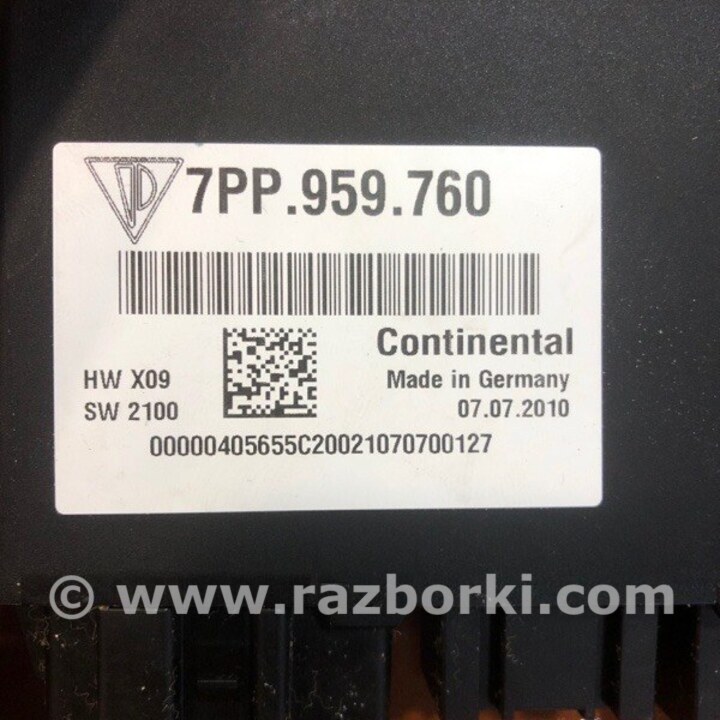 7PP.959.760
Continental
HW X09
Made in Germany
SW 2100
07.07.2010
00000405655C20021070700127
© www.razborki.com